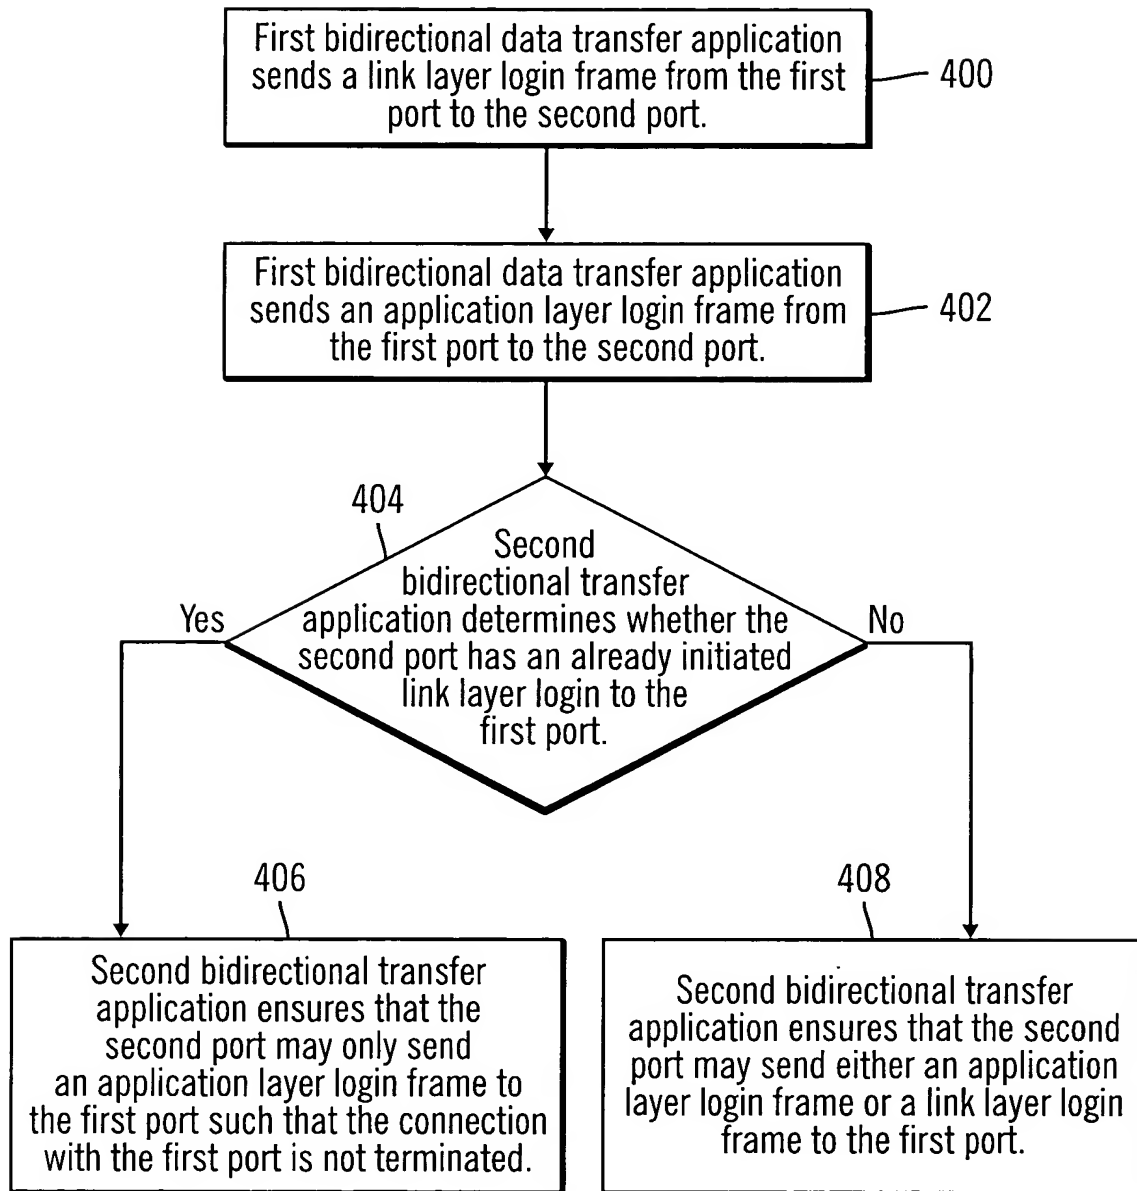 First bidirectional data transfer application
sends a link layer login frame from the first
port to the second port.
400
First bidirectional data transfer application
sends an application layer login frame from
the first port to the second port.
402
404
Second
bidirectional transfer
application determines whether the
second port has an already initiated
link layer login to the
first port.
Yes
No
406
Second bidirectional transfer
application ensures that the
second port may only send
an application layer login frame to
the first port such that the connection
with the first port is not terminated.
408
Second bidirectional transfer
application ensures that the second
port may send either an application
layer login frame or a link layer login
frame to the first port.